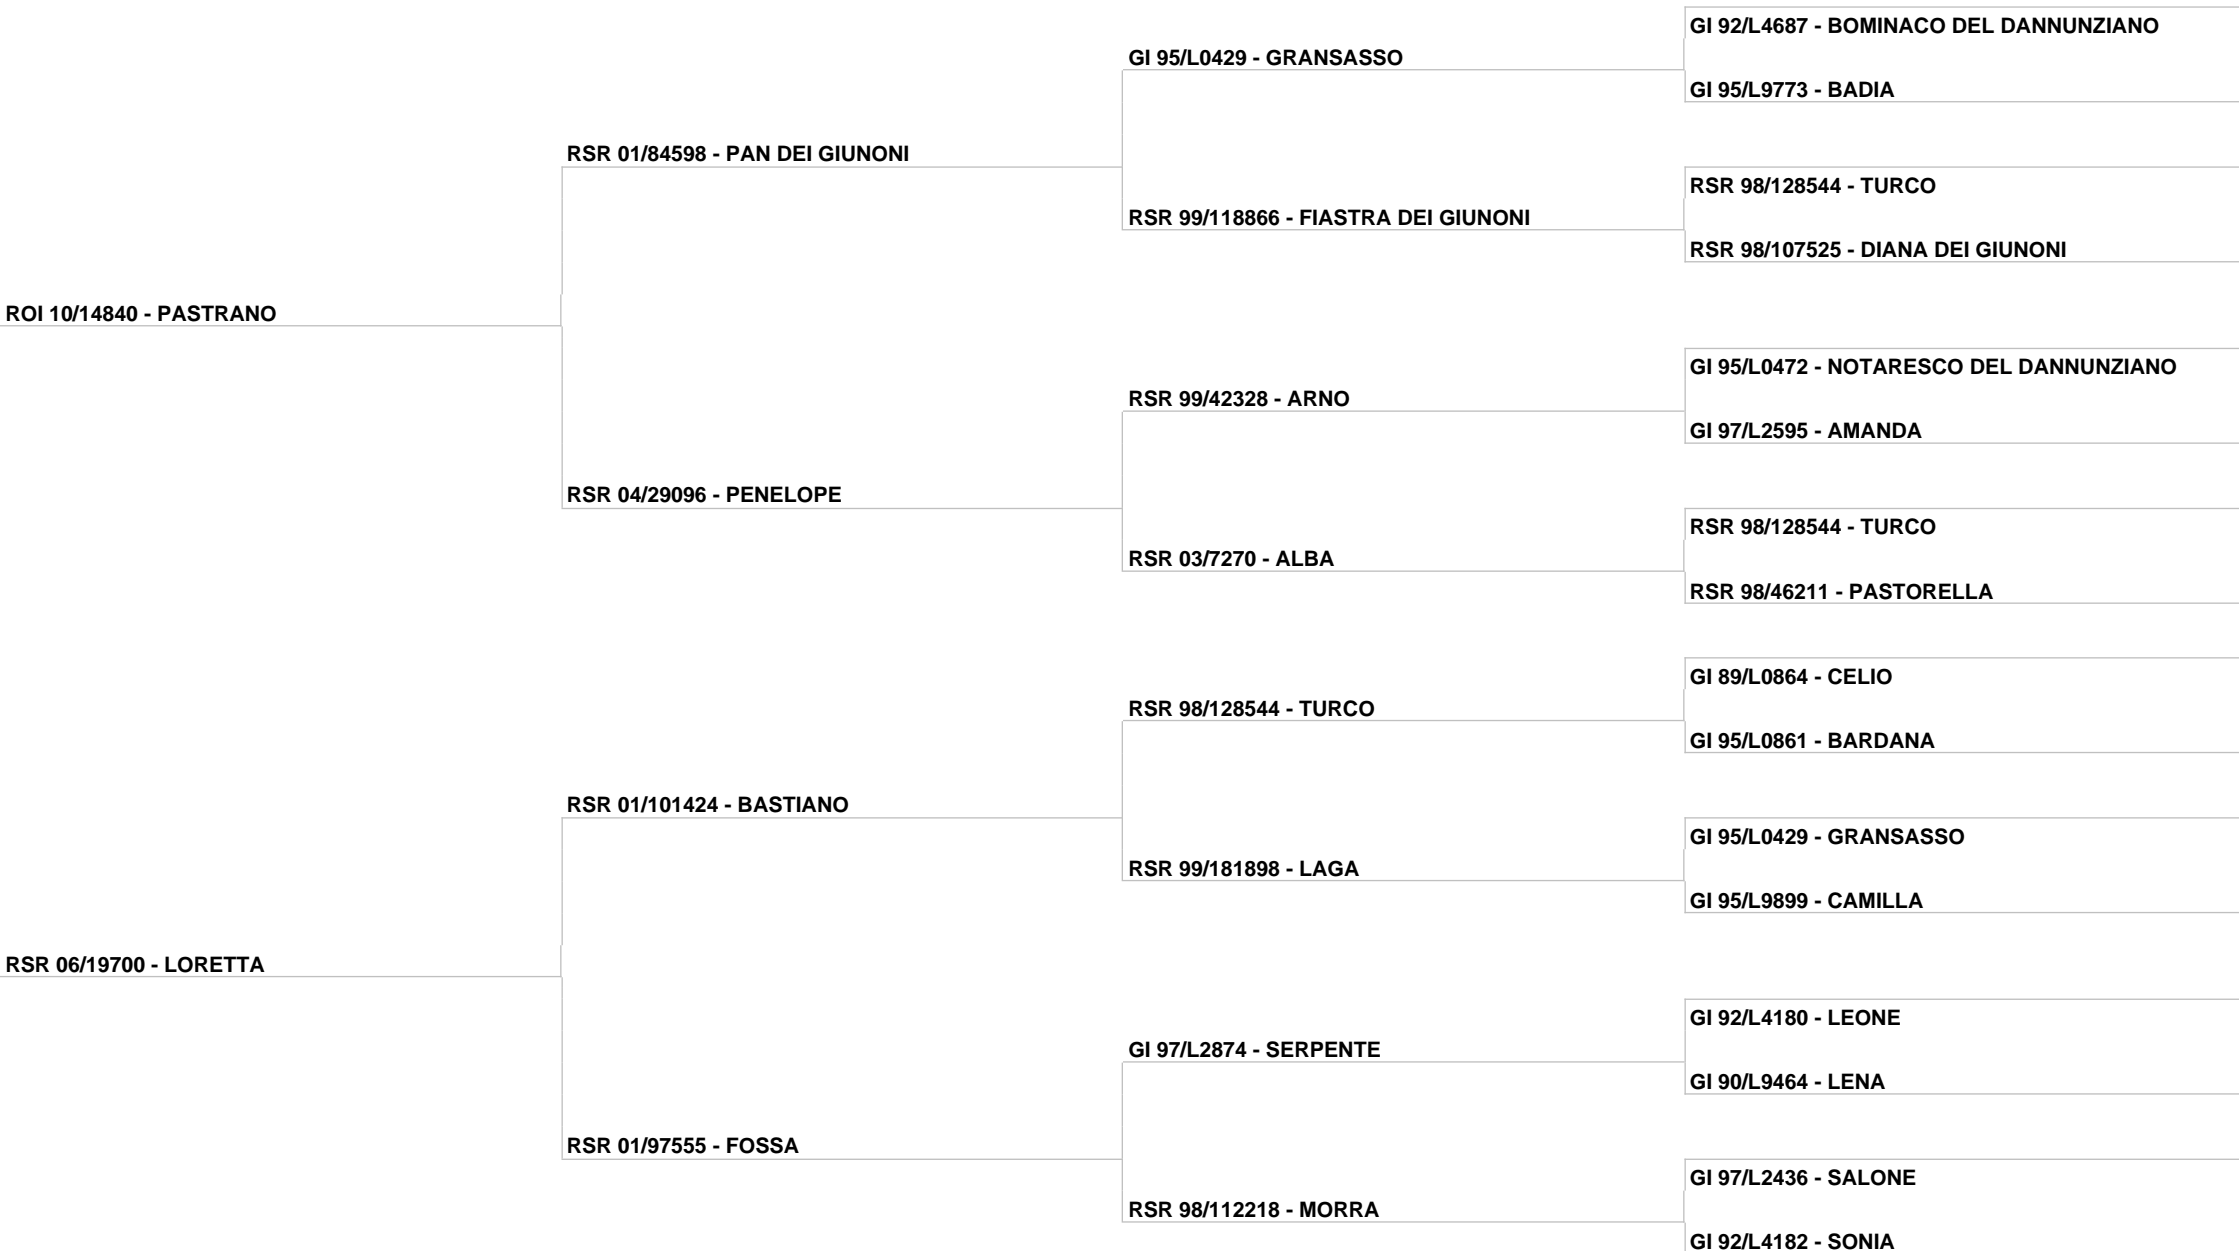 GI 92/L4687 - BOMINACO DEL DANNUNZIANO
GI 95/L0429 - GRANSASSO
GI 95/L9773 - BADIA
RSR 01/84598 - PAN DEI GIUNONI
RSR 98/128544 - TURCO
RSR 99/118866 - FIASTRA DEI GIUNONI
RSR 98/107525 - DIANA DEI GIUNONI
ROI 10/14840 - PASTRANO
GI 95/L0472 - NOTARESCO DEL DANNUNZIANO
RSR 99/42328 - ARNO
GI 97/L2595 - AMANDA
RSR 04/29096 - PENELOPE
RSR 98/128544 - TURCO
RSR 03/7270 - ALBA
RSR 98/46211 - PASTORELLA
GI 89/L0864 - CELIO
RSR 98/128544 - TURCO
GI 95/L0861 - BARDANA
RSR 01/101424 - BASTIANO
GI 95/L0429 - GRANSASSO
RSR 99/181898 - LAGA
GI 95/L9899 - CAMILLA
RSR 06/19700 - LORETTA
GI 92/L4180 - LEONE
GI 97/L2874 - SERPENTE
GI 90/L9464 - LENA
RSR 01/97555 - FOSSA
GI 97/L2436 - SALONE
RSR 98/112218 - MORRA
GI 92/L4182 - SONIA